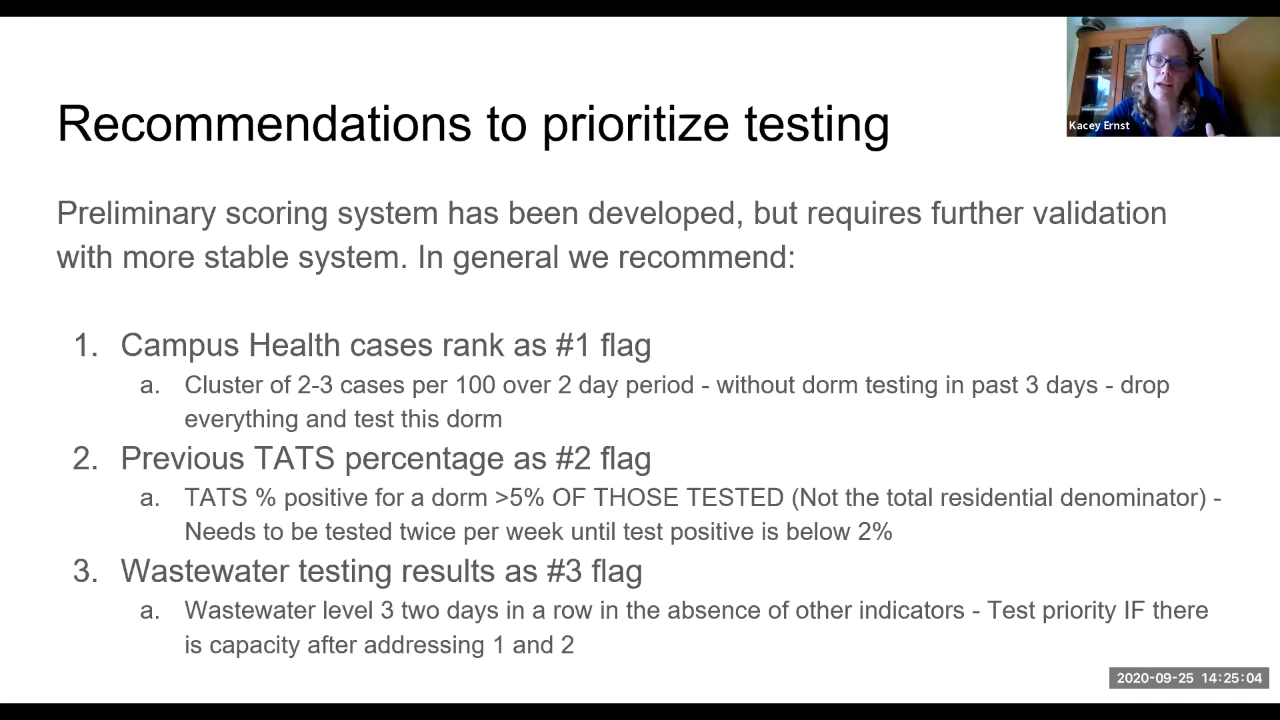 Kacey Ernst
Recommendations to prioritize testing
Preliminary scoring system has been developed, but requires further validation
with more stable system. In general we recommend:
1. Campus Health cases rank as #1 flag
a. Cluster of 2-3 cases per 100 over 2 day period - without dorm testing in past 3 days - drop
everything and test this dorm
2. Previous TATS percentage as #2 flag
a. TATS % positive for a dorm >5% OF THOSE TESTED (Not the total residential denominator) -
Needs to be tested twice per week until test positive is below 2%
3. Wastewater testing results as #3 flag
a. Wastewater level 3 two days in a row in the absence of other indicators - Test priority IF there
is capacity after addressing 1 and 2
2020-09-25 14:25:04